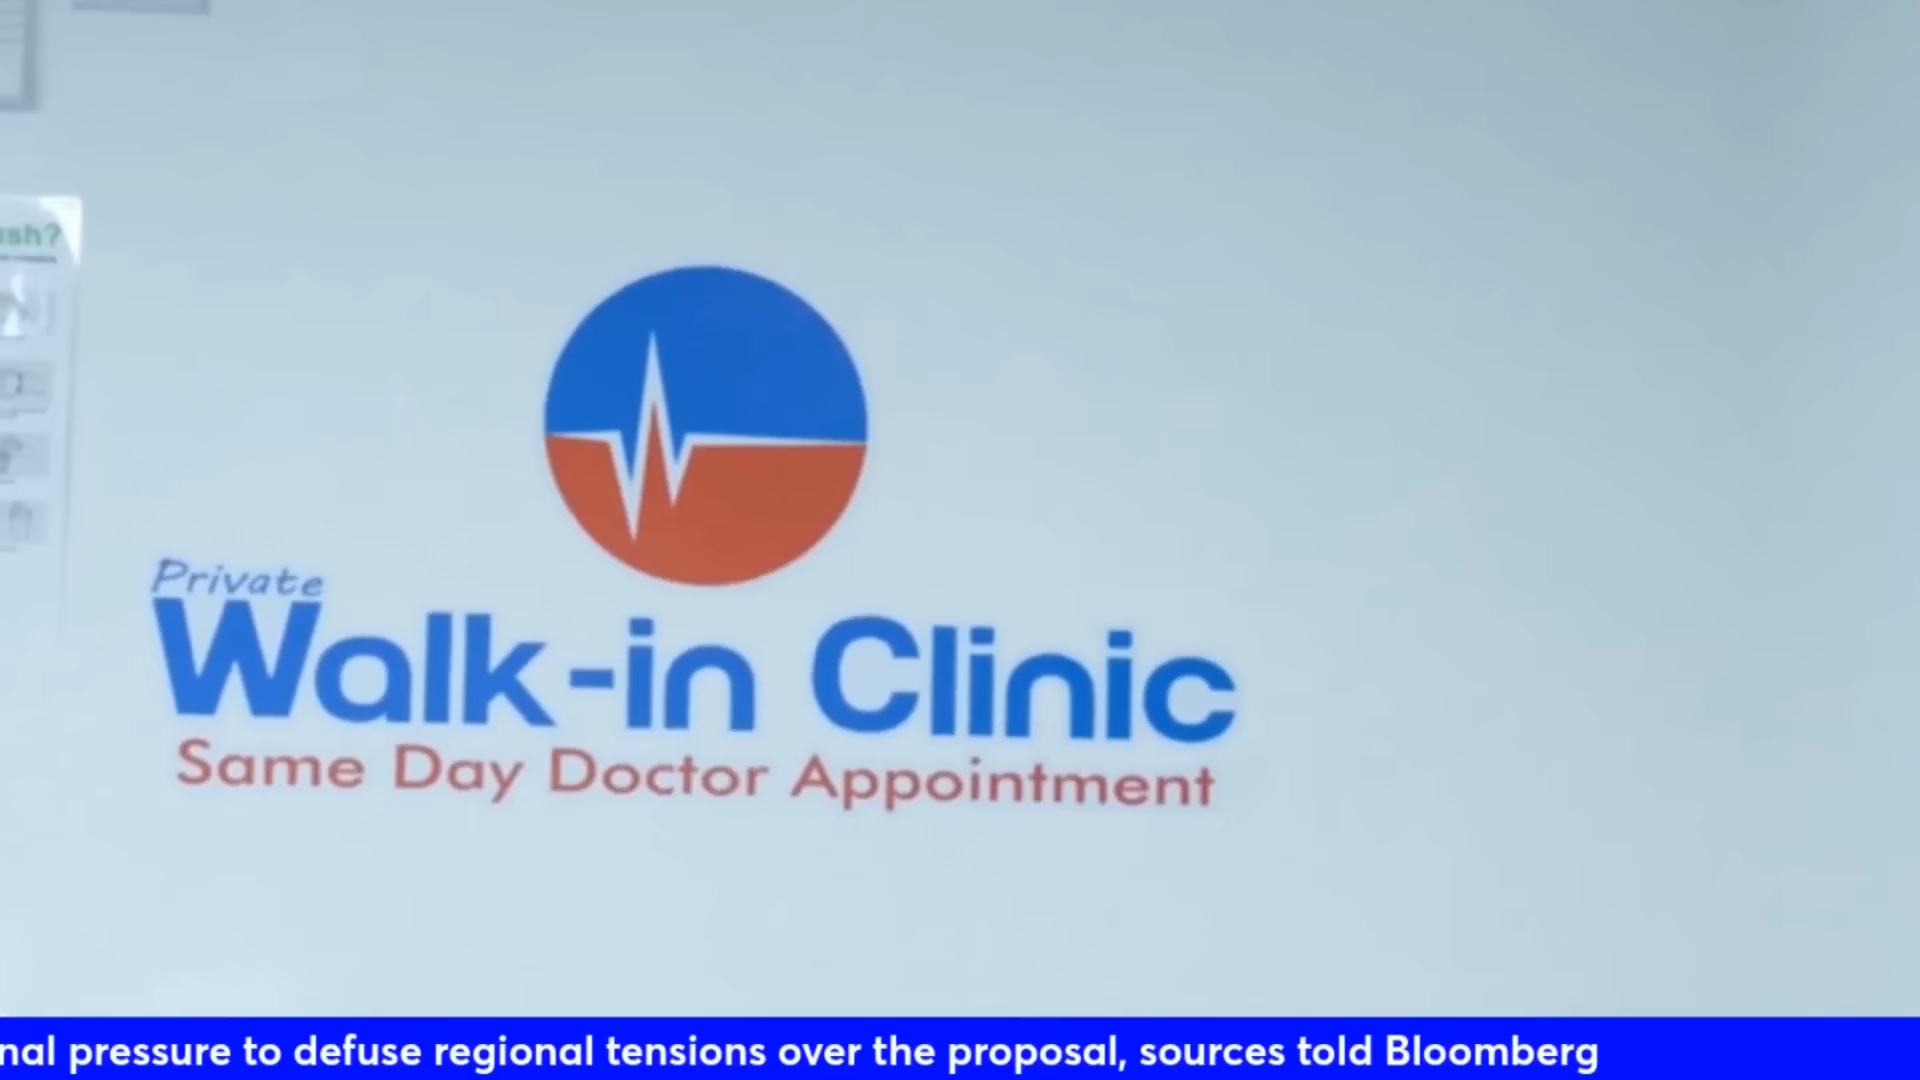 Private
Walk-in Clinic
Same Day Doctor Appointment
pressure to defuse regional tensions over the proposal, sources told Bloomberg